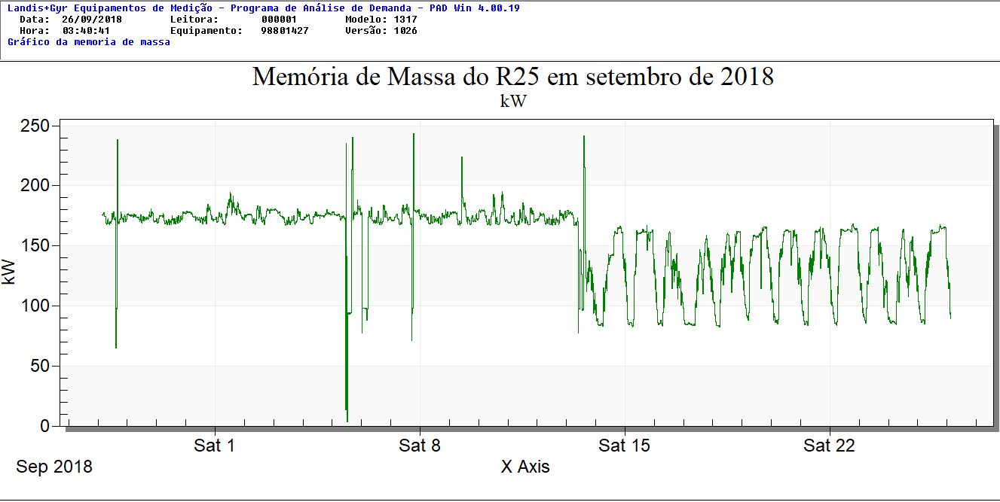 Landis+Gyr Equipamentos de Medição - Programa de Análise de Demanda - PAD Win 4.00.19
Data: 26/09/2018 Leitora: 000001 Modelo: 1317
Hora: 03:40:41 Equipamento: 98801427 Versão: 1026
Gráfico da memoria de massa
Memória de Massa do R25 em setembro de 2018
kW
250
200
150
100
50
0
kW
Sat 1 Sat 8 Sat 15 Sat 22
Sep 2018 X Axis